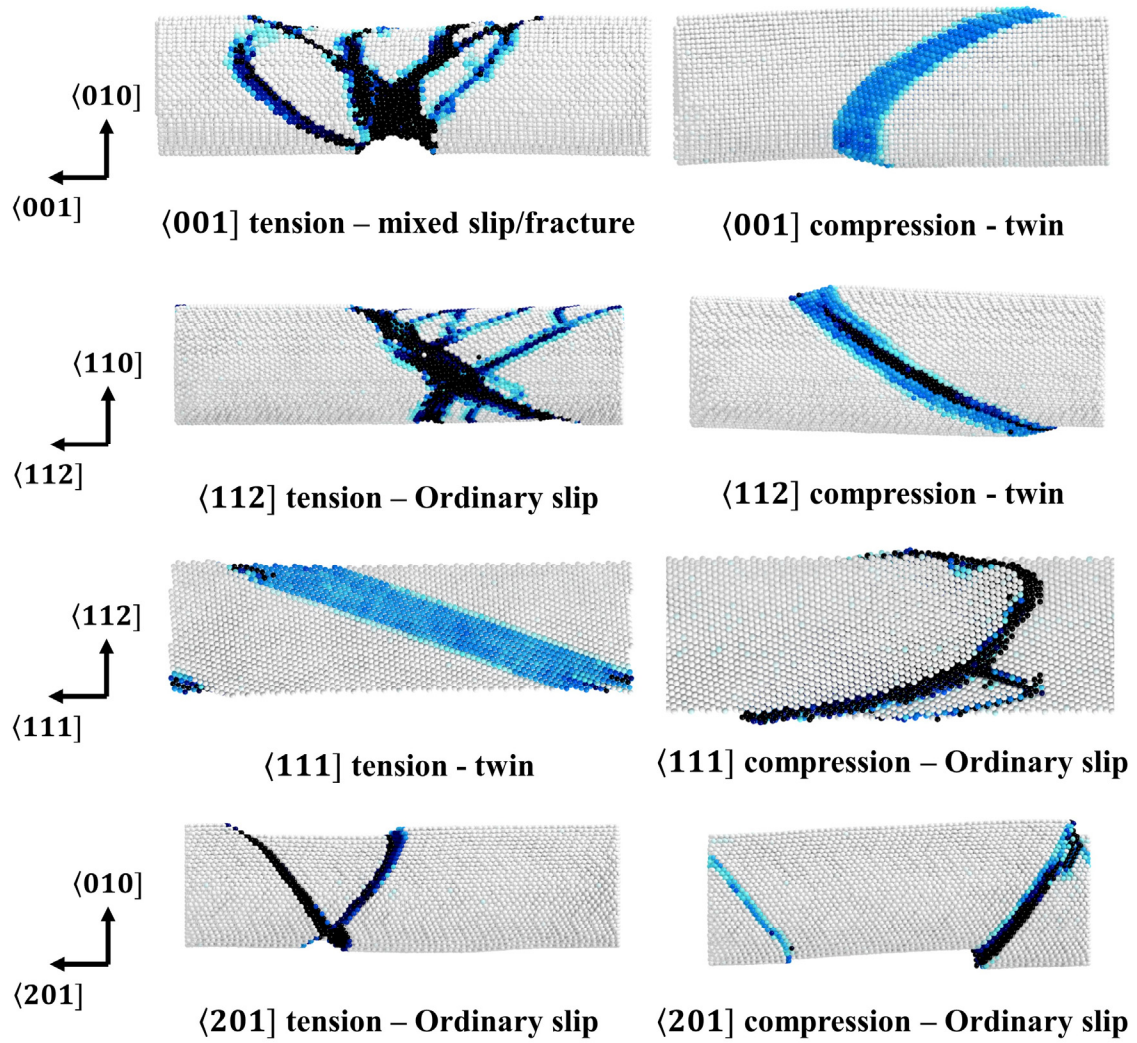 ⟨010]
⟨001]
⟨001] tension – mixed slip/fracture
⟨001] compression - twin
⟨110]
⟨112]
⟨112] tension – Ordinary slip
⟨112] compression - twin
⟨112]
⟨111]
⟨111] tension - twin
⟨111] compression – Ordinary slip
⟨010]
⟨201]
⟨201] tension – Ordinary slip
⟨201] compression – Ordinary slip